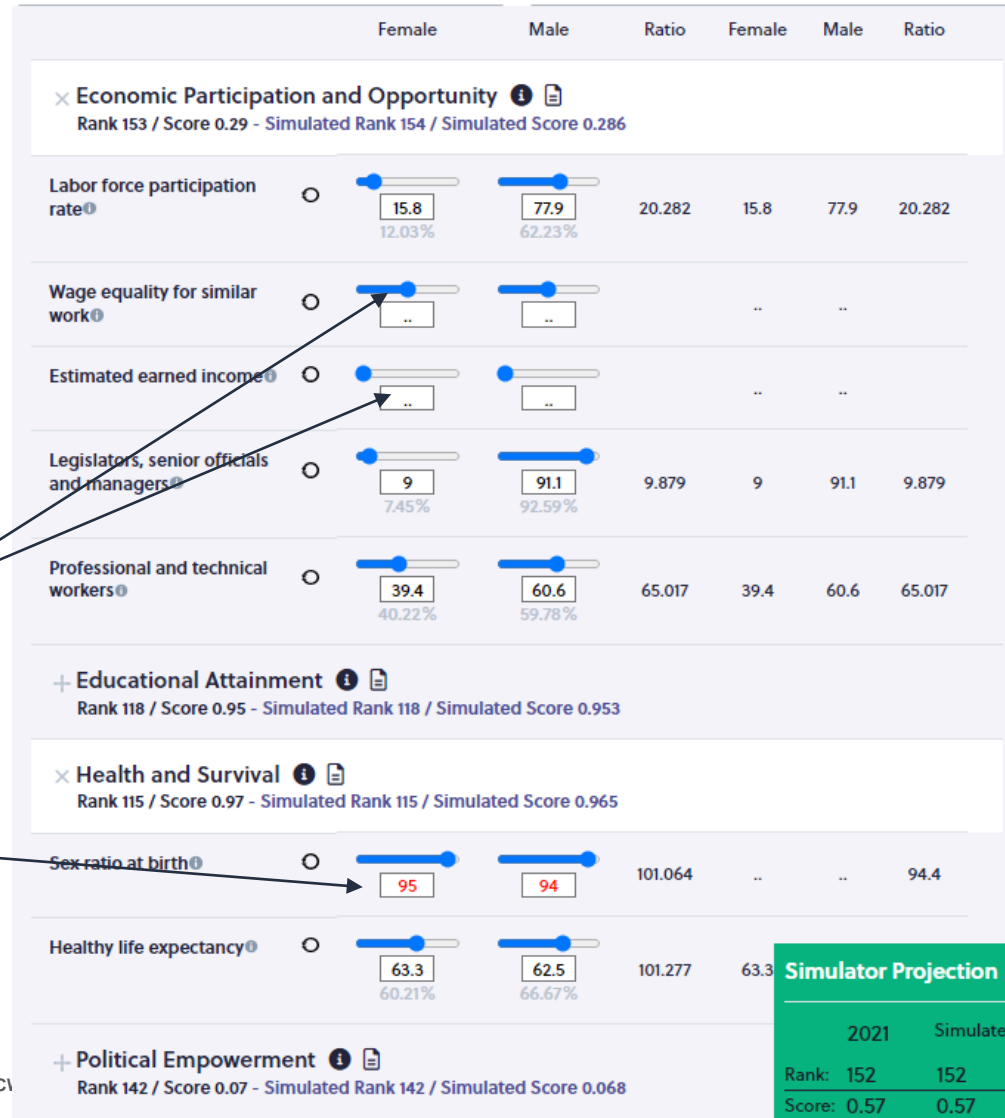 Female Male Ratio Female Male Ratio
Economic Participation and Opportunity
Rank 153 / Score 0.29 - Simulated Rank 154 / Simulated Score 0.286
Labor force participation
rate
15.8 77.9 20.282 15.8 77.9 20.282
12.03% 62.23%
Wage equality for similar
work
.. .. .. ..
Estimated earned income
.. .. .. ..
Legislators, senior officials
and managers
9 91.1 9.879 9 91.1 9.879
7.45% 92.59%
Professional and technical
workers
39.4 60.6 65.017 39.4 60.6 65.017
40.22% 59.78%
Educational Attainment
Rank 118 / Score 0.95 - Simulated Rank 118 / Simulated Score 0.953
Health and Survival
Rank 115 / Score 0.97 - Simulated Rank 115 / Simulated Score 0.965
Sex ratio at birth
95 94 101.064 .. .. 94.4
Healthy life expectancy
63.3 62.5 101.277 63.3
60.21% 66.67%
Simulator Projection
2021 Simulate
Rank: 152 152
Score: 0.57 0.57
Political Empowerment
Rank 142 / Score 0.07 - Simulated Rank 142 / Simulated Score 0.068